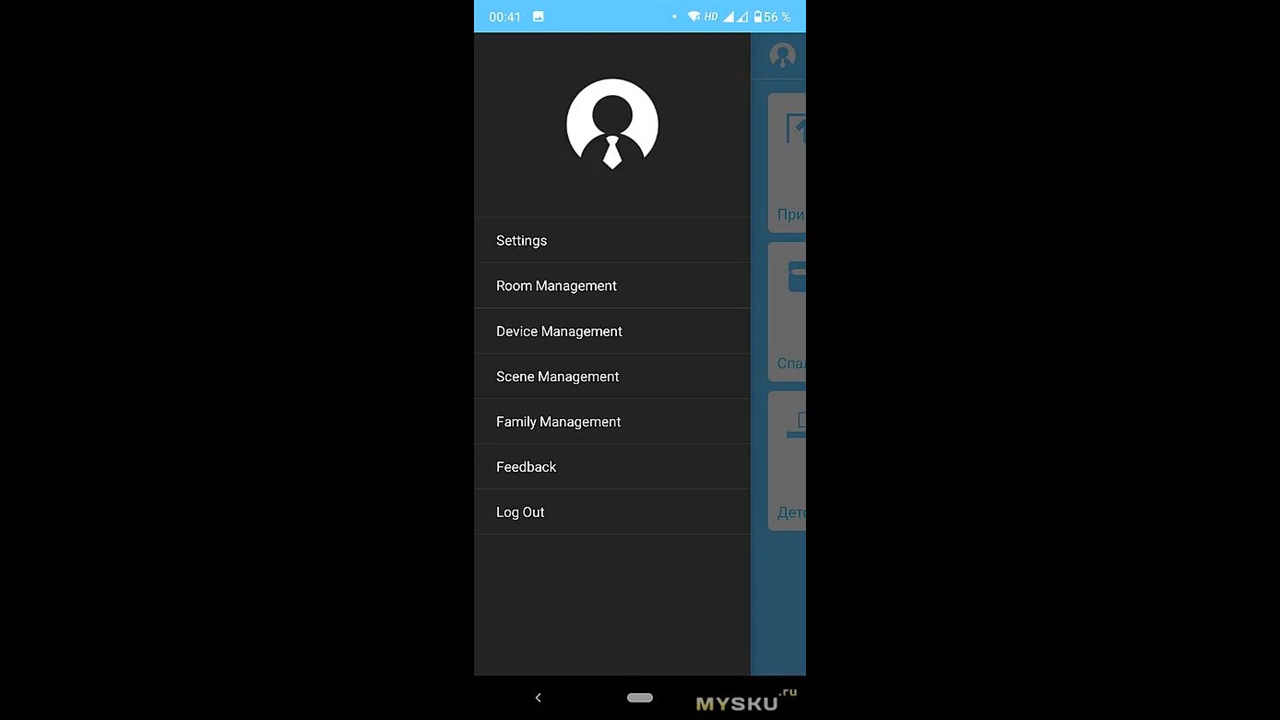 00:41 HD 56 %
При
Settings
Room Management
Device Management
Спа
Scene Management
Family Management
Feedback
Дет
Log Out
MYSKU.ru